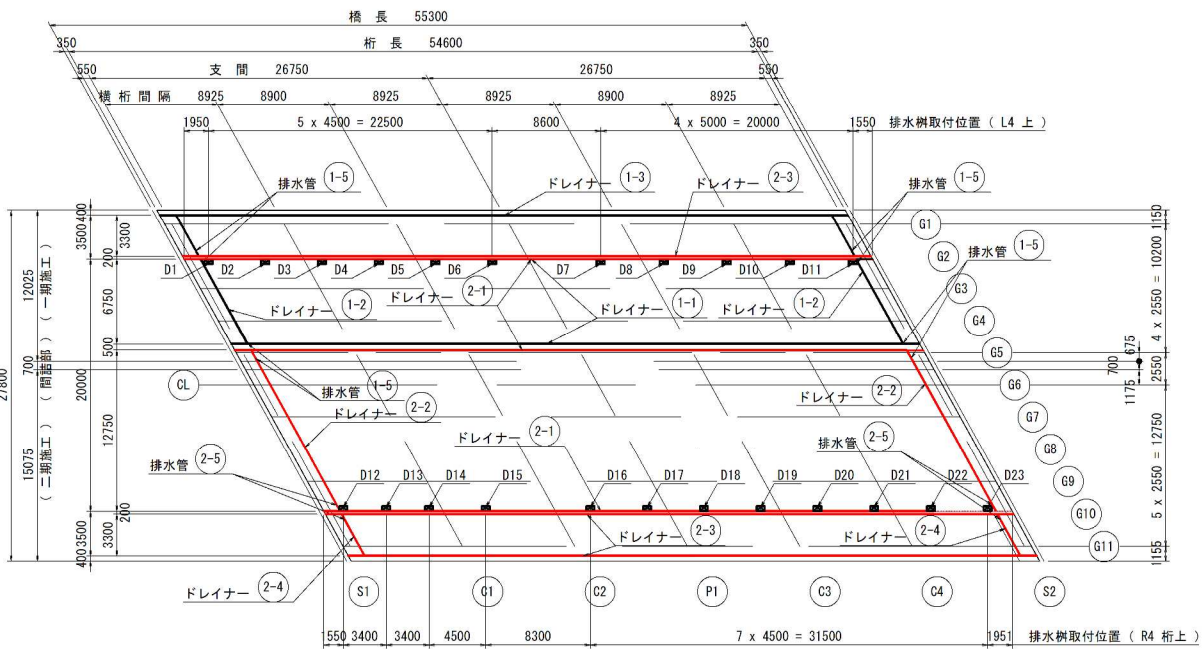 橋 長 55300
350 桁 長 54600 350
550 支 間 26750 26750 550
横桁間隔 8925 8900 8925 8925 8900 8925
1950 5 x 4500 = 22500 8600 4 x 5000 = 20000 1550 排水桝取付位置 ( L4 上 )
排水管 1-5 ドレイナー 1-3 ドレイナー 2-3 排水管 1-5
400 3500 3300 200 6750 500 12750 200 3300 3500 400
20000
12025 ( 一期施工 )
700 ( 間詰部 )
15075 ( 二期施工 )
27800
D1 D2 D3 D4 D5 D6 D7 D8 D9 D10 D11
排水管 1-5
ドレイナー 1-2 ドレイナー 2-1 ドレイナー 1-1 ドレイナー 1-2
G1
G2
G3
G4
G5
G6
G7
G8
G9
G10
G11
1150
4 x 2550 = 10200
675
700
2550
1175
5 x 2550 = 12750
1155
CL
排水管 1-5
ドレイナー 2-2 ドレイナー 2-2
ドレイナー 2-1
排水管 2-5 排水管 2-5
D12 D13 D14 D15 D16 D17 D18 D19 D20 D21 D22 D23
ドレイナー 2-3 ドレイナー 2-4
ドレイナー 2-4
S1 C1 C2 P1 C3 C4 S2
1550 3400 3400 4500 8300 7 x 4500 = 31500 1951 排水桝取付位置 ( R4 桁上 )